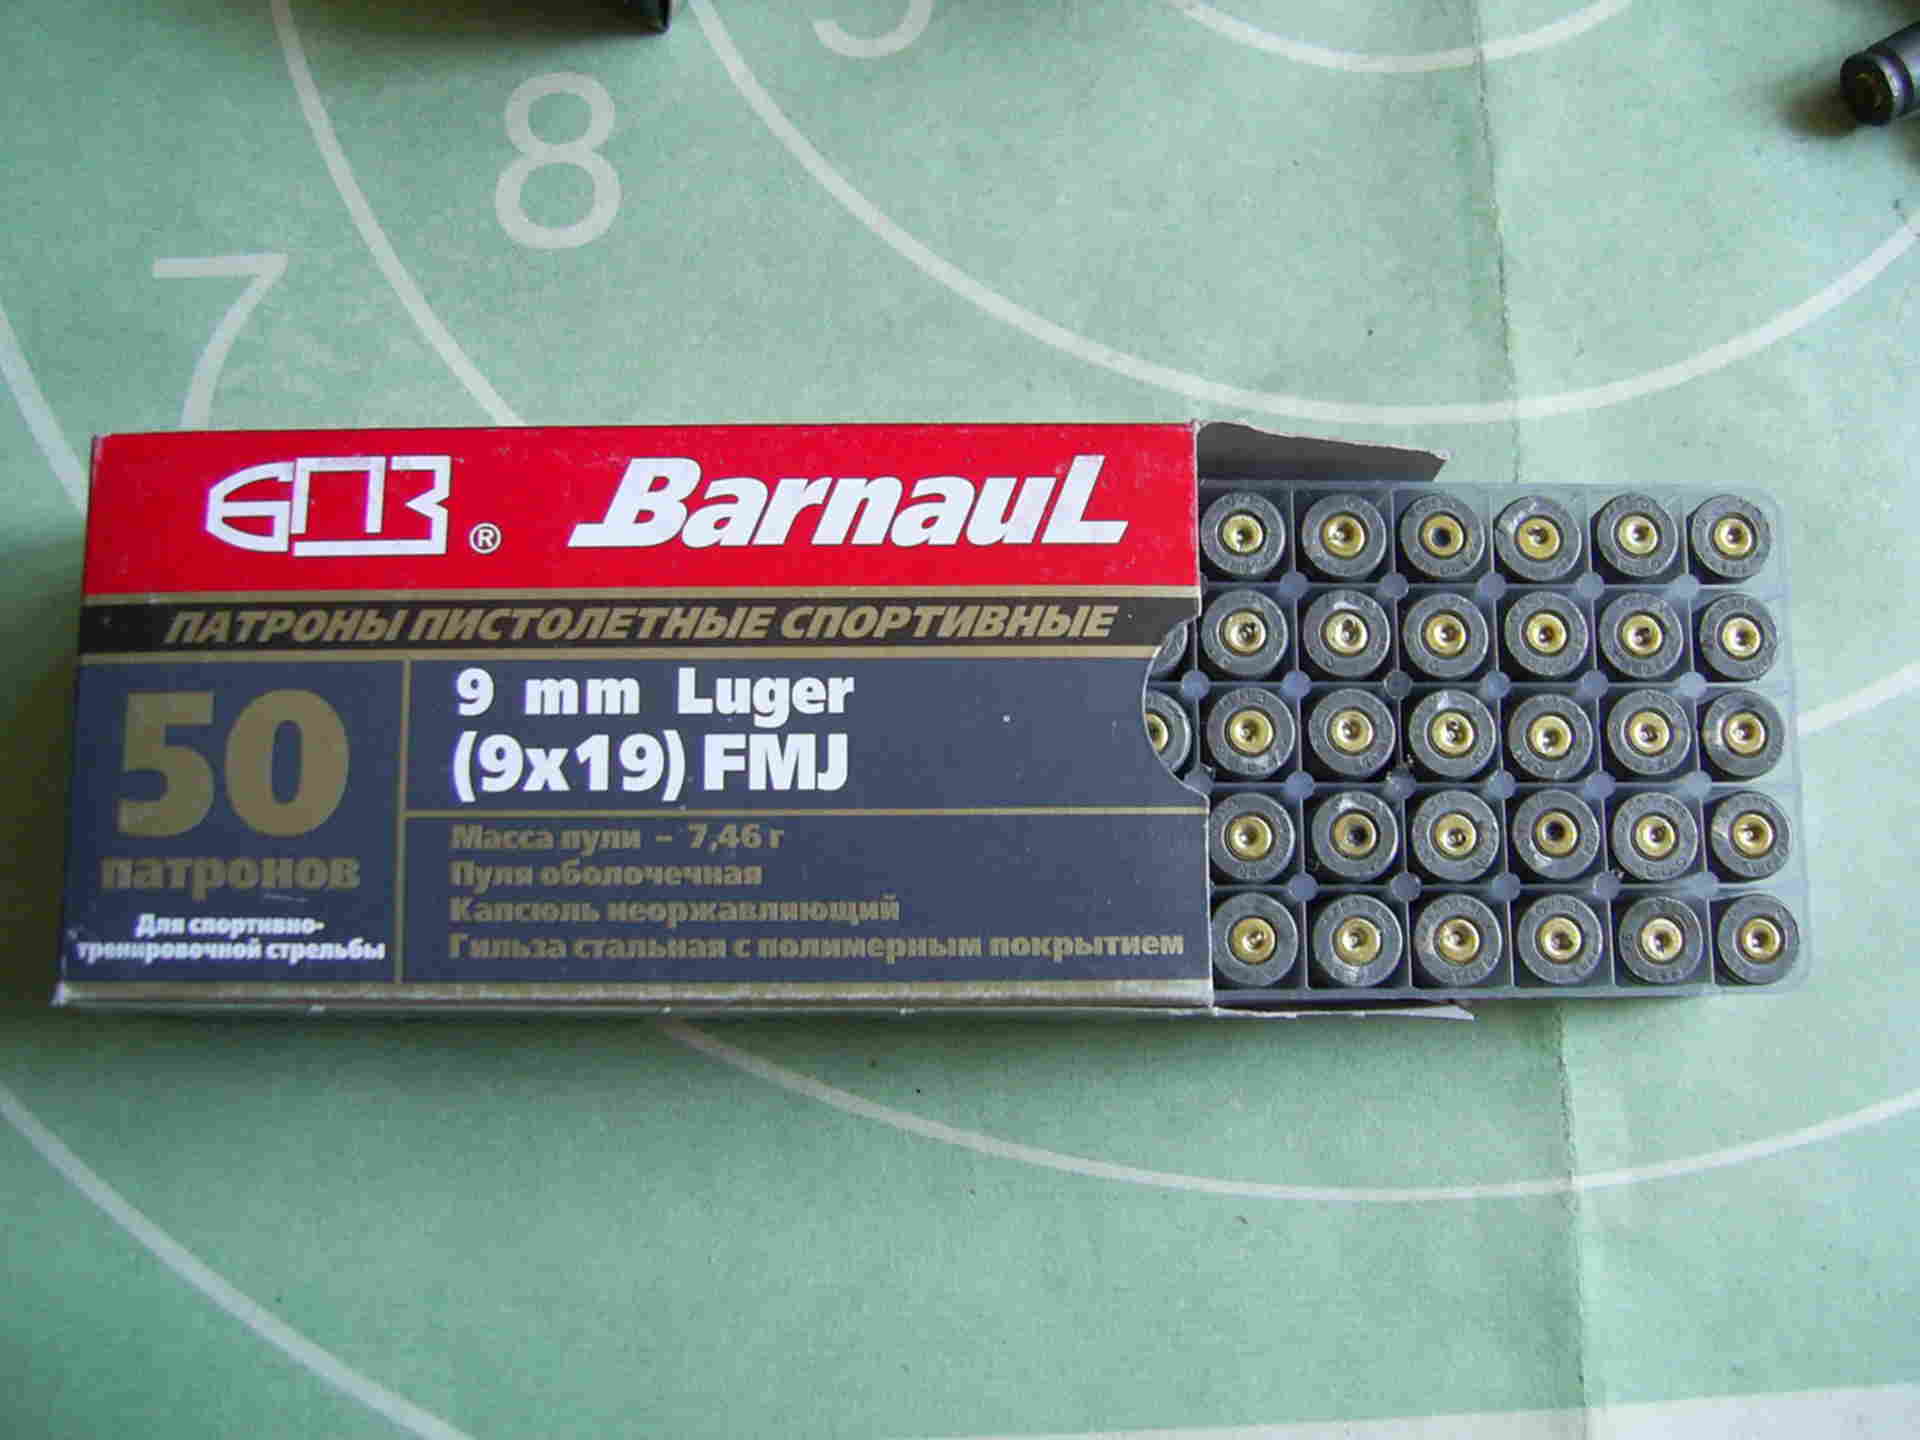 9
8
7
БПЗ ® Barnaul
ПАТРОНЫ ПИСТОЛЕТНЫЕ СПОРТИВНЫЕ
50
патронов
Для спортивно-
тренировочной стрельбы
9 mm Luger
(9x19) FMJ
Масса пули – 7,46 г
Пуля оболочечная
Капсюль неоржавляющий
Гильза стальная с полимерным покрытием